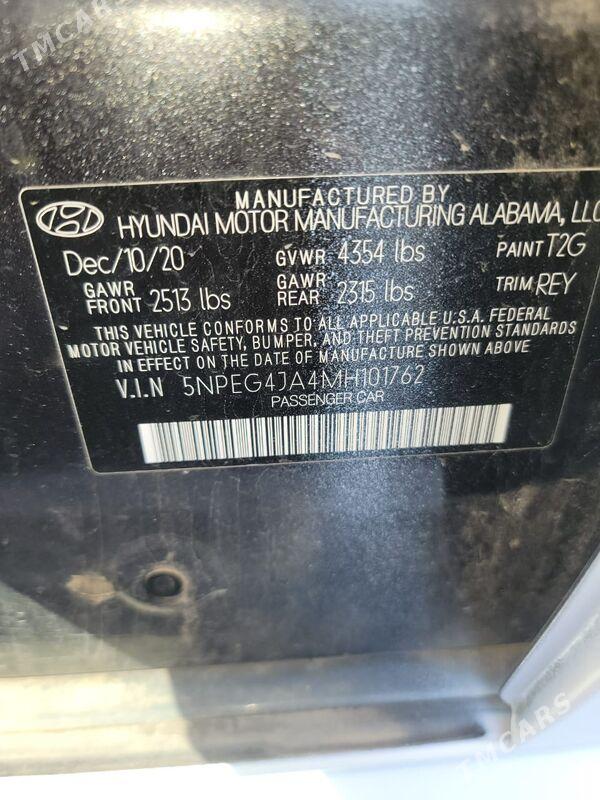 TMCARS
MANUFACTURED BY
HYUNDAI MOTOR MANUFACTURING ALABAMA, LLC
Dec/10/20 GVWR 4354 lbs PAINT T2G
GAWR FRONT 2513 lbs GAWR REAR 2315 lbs TRIM REY
THIS VEHICLE CONFORMS TO ALL APPLICABLE U.S.A. FEDERAL
MOTOR VEHICLE SAFETY, BUMPER, AND THEFT PREVENTION STANDARDS
IN EFFECT ON THE DATE OF MANUFACTURE SHOWN ABOVE
V.I.N 5NPEG4JA4MH101762
PASSENGER CAR
TMCARS